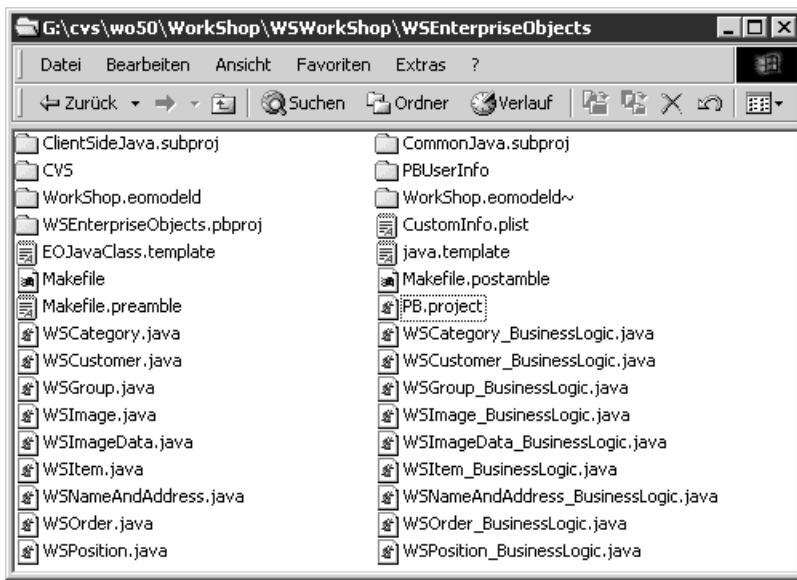 G:\cvs\wo50\WorkShop\WSWorkShop\WSEnterpriseObjects
Datei Bearbeiten Ansicht Favoriten Extras ?
Zurück Suchen Ordner Verlauf
ClientSideJava.subproj CommonJava.subproj
CVS PBUserInfo
WorkShop.eomodeld WorkShop.eomodeld~
WSEnterpriseObjects.pbproj CustomInfo.plist
EOJavaClass.template java.template
Makefile Makefile.postamble
Makefile.preamble PB.project
WSCategory.java WSCategory_BusinessLogic.java
WSCustomer.java WSCustomer_BusinessLogic.java
WSGroup.java WSGroup_BusinessLogic.java
WSImage.java WSImage_BusinessLogic.java
WSImageData.java WSImageData_BusinessLogic.java
WSItem.java WSItem_BusinessLogic.java
WSNameAndAddress.java WSNameAndAddress_BusinessLogic.java
WSOrder.java WSOrder_BusinessLogic.java
WSPosition.java WSPosition_BusinessLogic.java